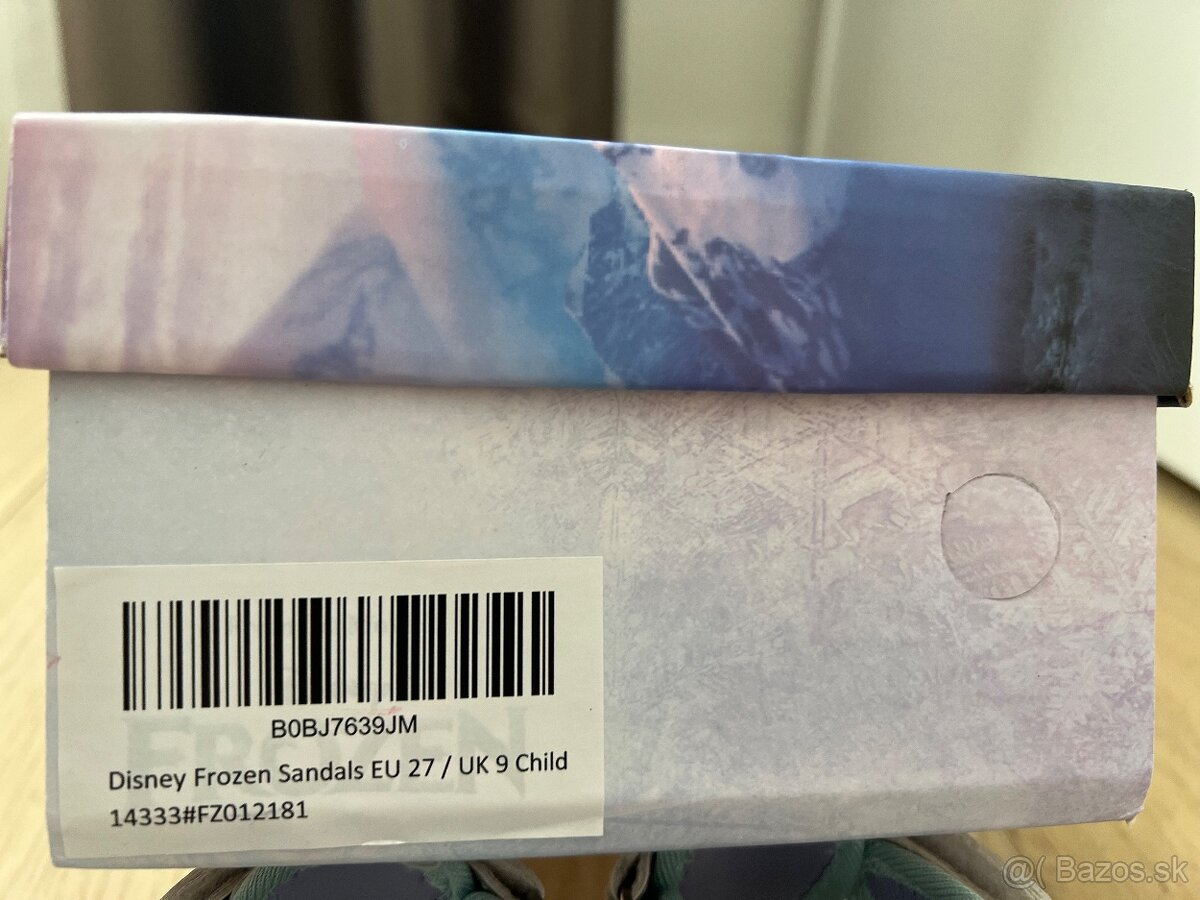 B0BJ7639JM
FROZEN
Disney Frozen Sandals EU 27 / UK 9 Child
14333#FZ012181
@( Bazos.sk